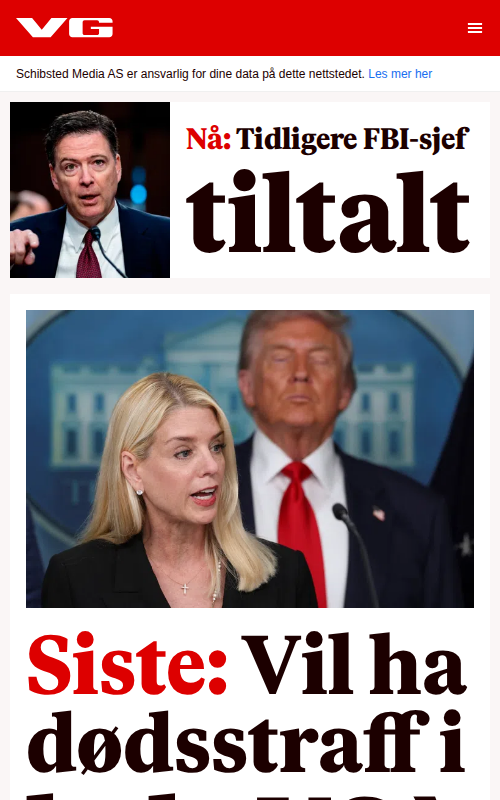 VG
Schibsted Media AS er ansvarlig for dine data på dette nettstedet. Les mer her
Nå: Tidligere FBI-sjef
tiltalt
Siste: Vil ha
dødsstraff i